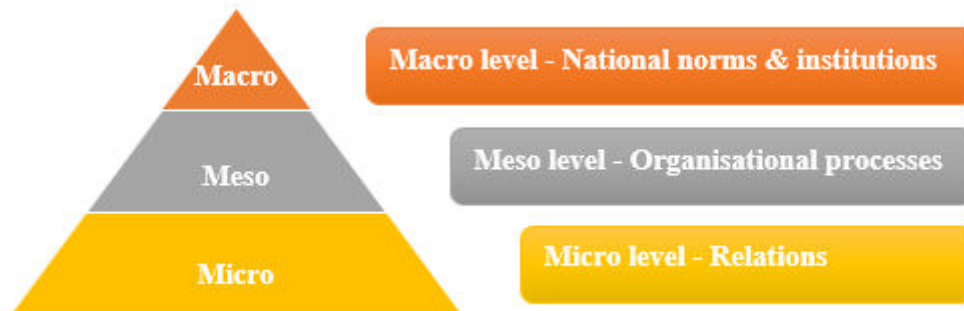 Macro
Macro level - National norms & institutions
Meso
Meso level - Organisational processes
Micro
Micro level - Relations